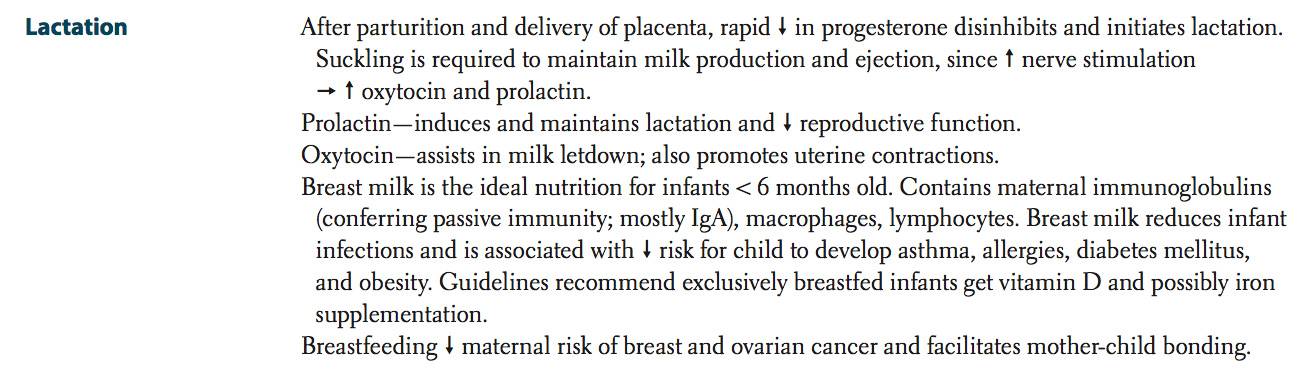 Lactation
After parturition and delivery of placenta, rapid ↓ in progesterone disinhibits and initiates lactation.
Suckling is required to maintain milk production and ejection, since ↑ nerve stimulation
→ ↑ oxytocin and prolactin.
Prolactin—induces and maintains lactation and ↓ reproductive function.
Oxytocin—assists in milk letdown; also promotes uterine contractions.
Breast milk is the ideal nutrition for infants < 6 months old. Contains maternal immunoglobulins
(conferring passive immunity; mostly IgA), macrophages, lymphocytes. Breast milk reduces infant
infections and is associated with ↓ risk for child to develop asthma, allergies, diabetes mellitus,
and obesity. Guidelines recommend exclusively breastfed infants get vitamin D and possibly iron
supplementation.
Breastfeeding ↓ maternal risk of breast and ovarian cancer and facilitates mother-child bonding.